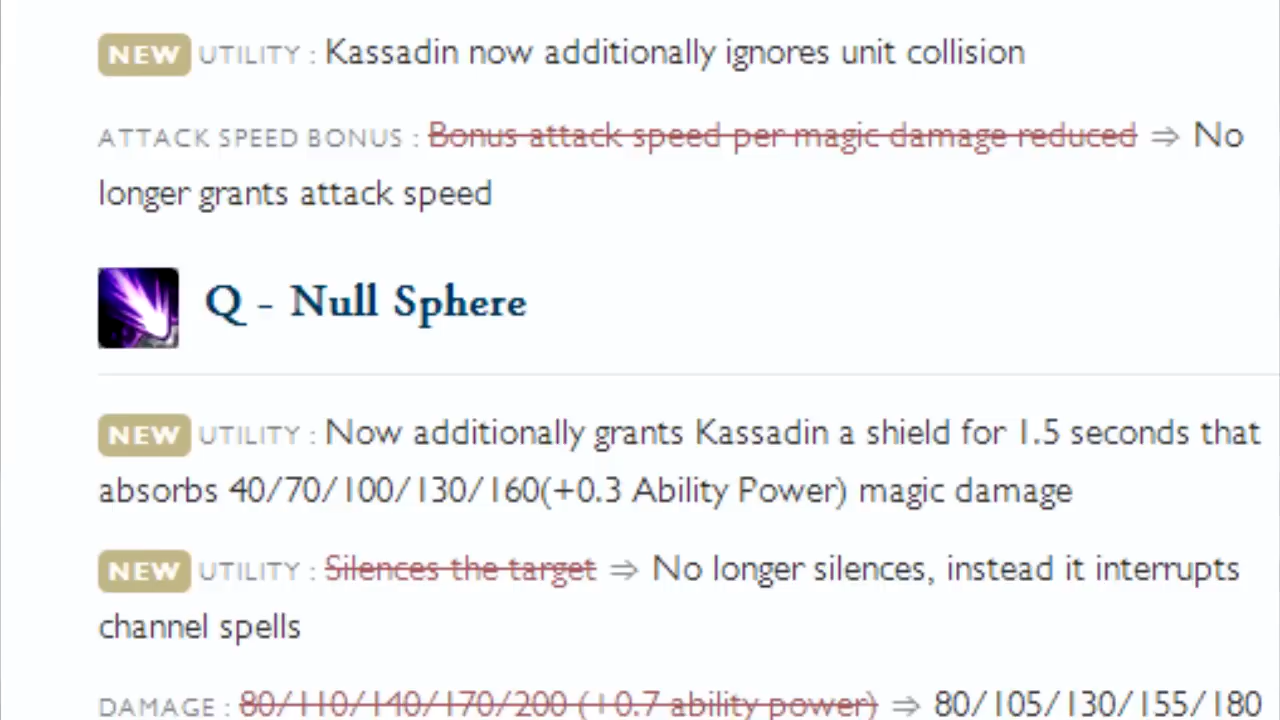 NEW UTILITY : Kassadin now additionally ignores unit collision
ATTACK SPEED BONUS : Bonus attack speed per magic damage reduced ⇒ No
longer grants attack speed
Q - Null Sphere
NEW UTILITY : Now additionally grants Kassadin a shield for 1.5 seconds that
absorbs 40/70/100/130/160(+0.3 Ability Power) magic damage
NEW UTILITY : Silences the target ⇒ No longer silences, instead it interrupts
channel spells
DAMAGE : 80/110/140/170/200 (+0.7 ability power) ⇒ 80/105/130/155/180